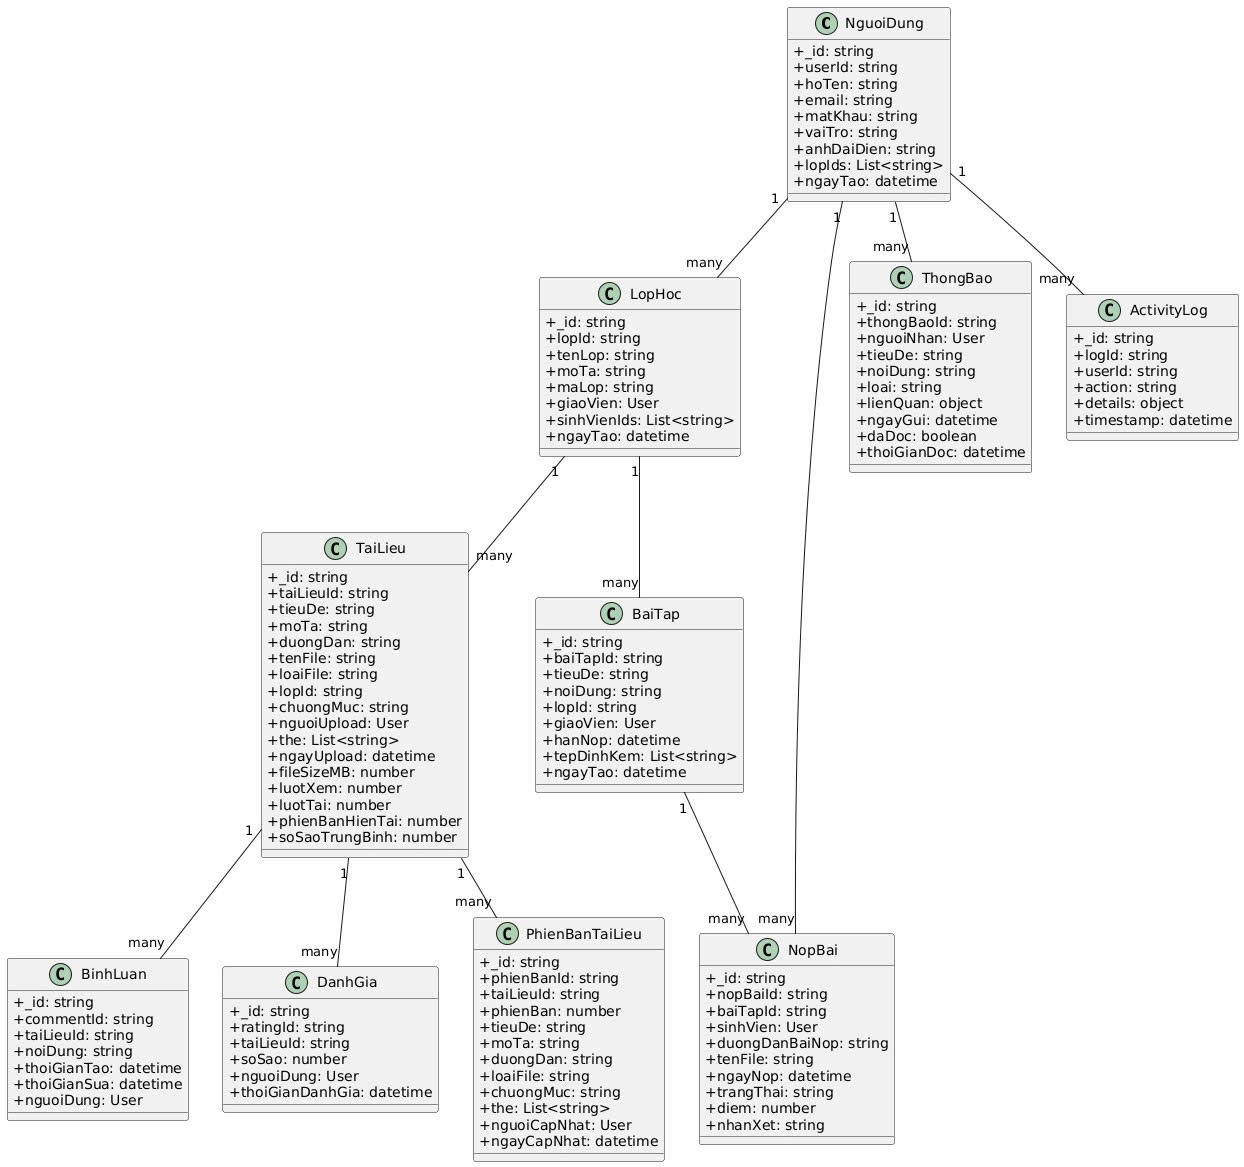 C NguoiDung
+_id: string
+userId: string
+hoTen: string
+email: string
+matKhau: string
+vaiTro: string
+anhDaiDien: string
+lopIds: List<string>
+ngayTao: datetime
1
many
1
many
1
many
1
many
C LopHoc
+_id: string
+lopId: string
+tenLop: string
+moTa: string
+maLop: string
+giaoVien: User
+sinhVienIds: List<string>
+ngayTao: datetime
C ThongBao
+_id: string
+thongBaoId: string
+nguoiNhan: User
+tieuDe: string
+noiDung: string
+loai: string
+lienQuan: object
+ngayGui: datetime
+daDoc: boolean
+thoiGianDoc: datetime
C ActivityLog
+_id: string
+logId: string
+userId: string
+action: string
+details: object
+timestamp: datetime
1
many
1
many
C TaiLieu
+_id: string
+taiLieuId: string
+tieuDe: string
+moTa: string
+duongDan: string
+tenFile: string
+loaiFile: string
+lopId: string
+chuongMuc: string
+nguoiUpload: User
+the: List<string>
+ngayUpload: datetime
+fileSizeMB: number
+luotXem: number
+luotTai: number
+phienBanHienTai: number
+soSaoTrungBinh: number
C BaiTap
+_id: string
+baiTapId: string
+tieuDe: string
+noiDung: string
+lopId: string
+giaoVien: User
+hanNop: datetime
+tepDinhKem: List<string>
+ngayTao: datetime
1
many
1
many
1
many
1
many
C BinhLuan
+_id: string
+commentId: string
+taiLieuId: string
+noiDung: string
+thoiGianTao: datetime
+thoiGianSua: datetime
+nguoiDung: User
C DanhGia
+_id: string
+ratingId: string
+taiLieuId: string
+soSao: number
+nguoiDung: User
+thoiGianDanhGia: datetime
C PhienBanTaiLieu
+_id: string
+phienBanId: string
+taiLieuId: string
+phienBan: number
+tieuDe: string
+moTa: string
+duongDan: string
+loaiFile: string
+chuongMuc: string
+the: List<string>
+nguoiCapNhat: User
+ngayCapNhat: datetime
C NopBai
+_id: string
+nopBaiId: string
+baiTapId: string
+sinhVien: User
+duongDanBaiNop: string
+tenFile: string
+ngayNop: datetime
+trangThai: string
+diem: number
+nhanXet: string